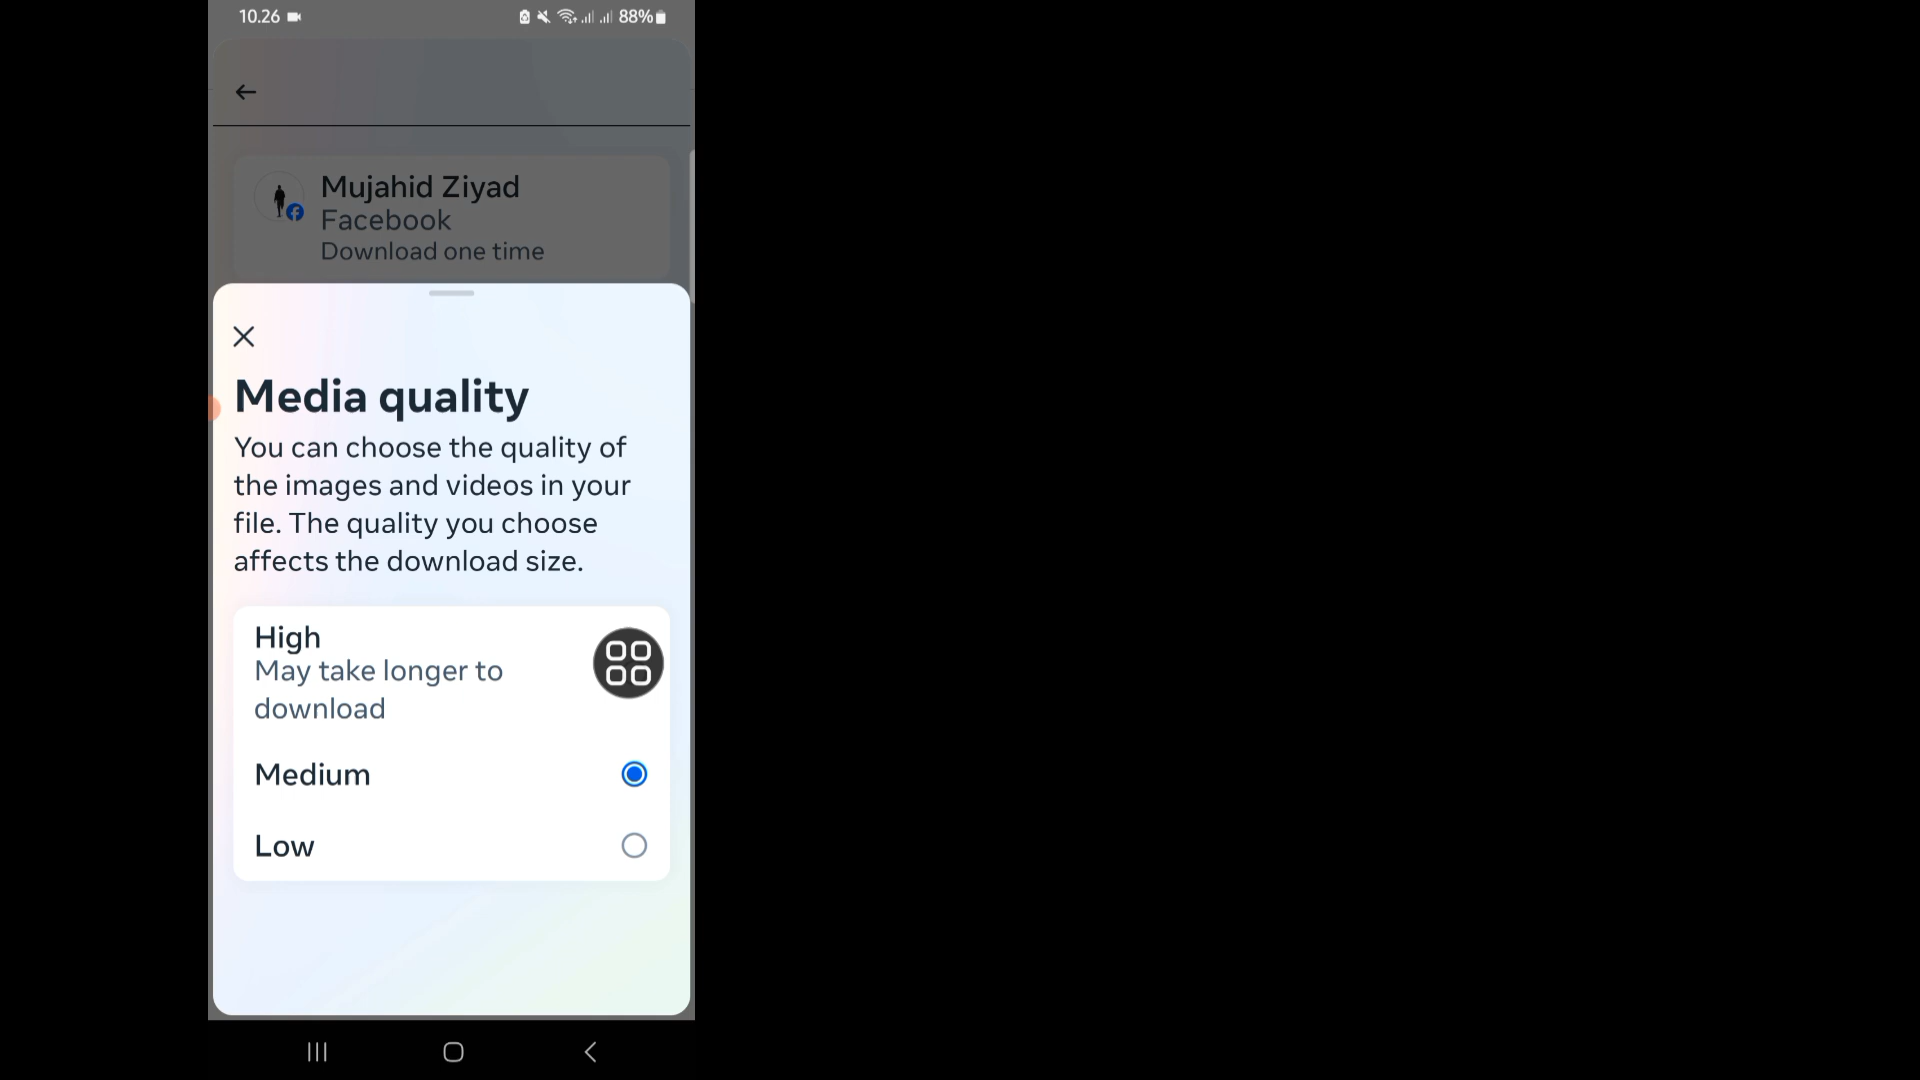 10.26
88%
Mujahid Ziyad
Facebook
Download one time
Media quality
You can choose the quality of
the images and videos in your
file. The quality you choose
affects the download size.
High
May take longer to
download
Medium
Low